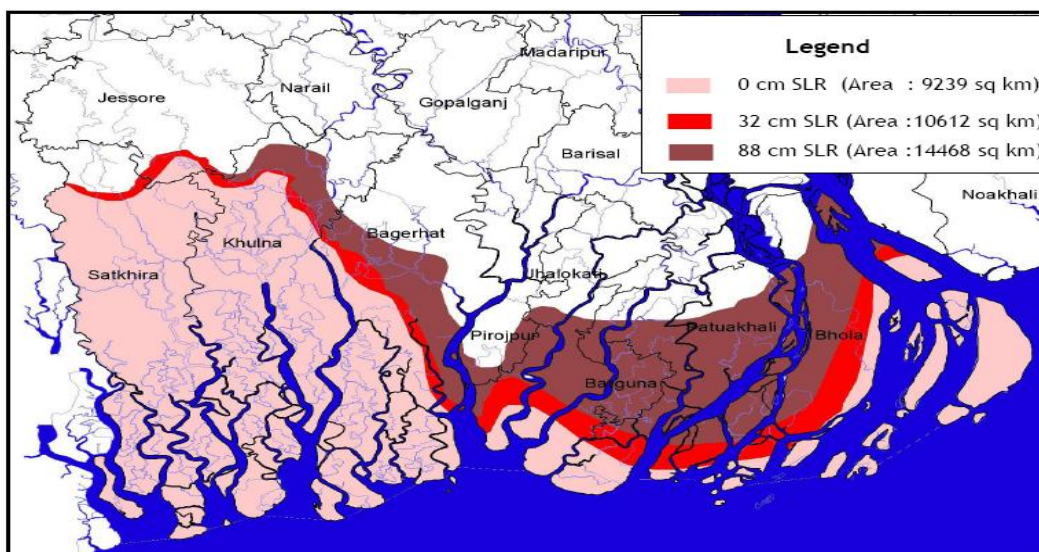 Legend
0 cm SLR (Area : 9239 sq km)
32 cm SLR (Area :10612 sq km)
88 cm SLR (Area :14468 sq km)
Madaripur
Jessore
Narail
Gopalganj
Barisal
Noakhali
Khulna
Bagerhat
Satkhira
Jhalokati
Pirojpur
Patuakhali
Bhola
Barguna